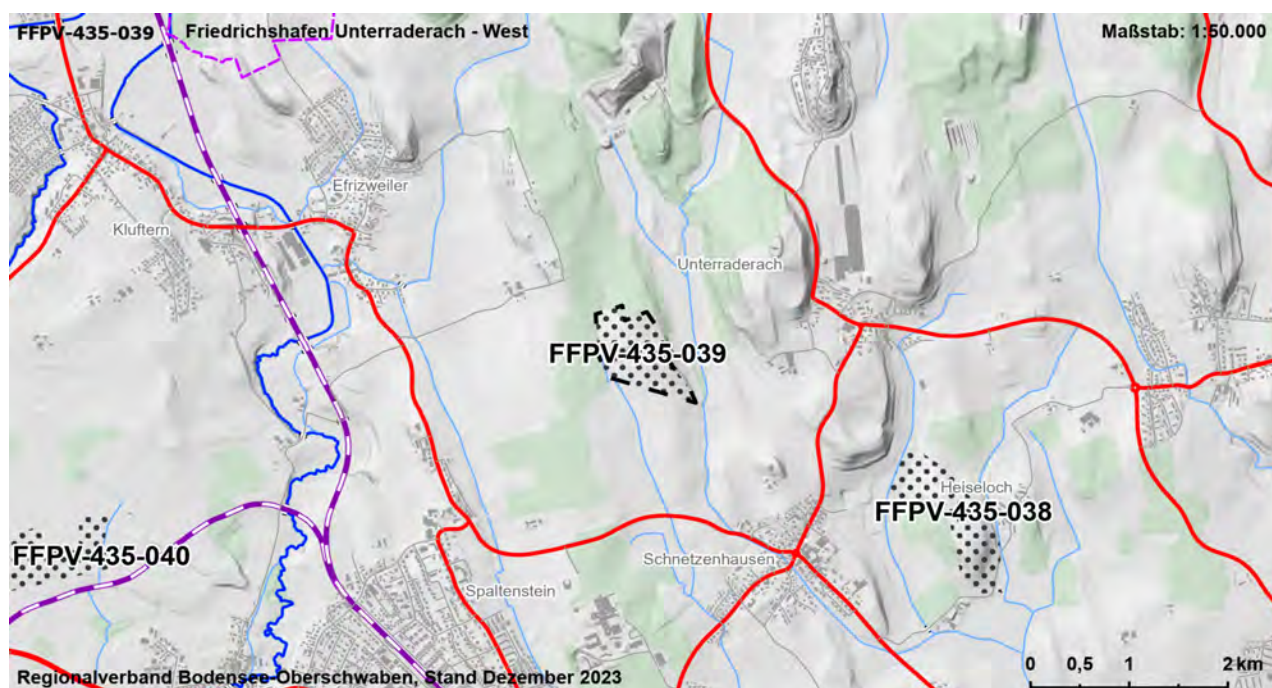 FFPV-435-039 Friedrichshafen Unterraderach - West Maßstab: 1:50.000
Efrizweiler
Kluftern
Unterraderach
FFPV-435-039
Heiseloch
FFPV-435-038
FFPV-435-040
Schnetzenhausen
Spaltenstein
0 0,5 1 2 km
Regionalverband Bodensee-Oberschwaben, Stand Dezember 2023